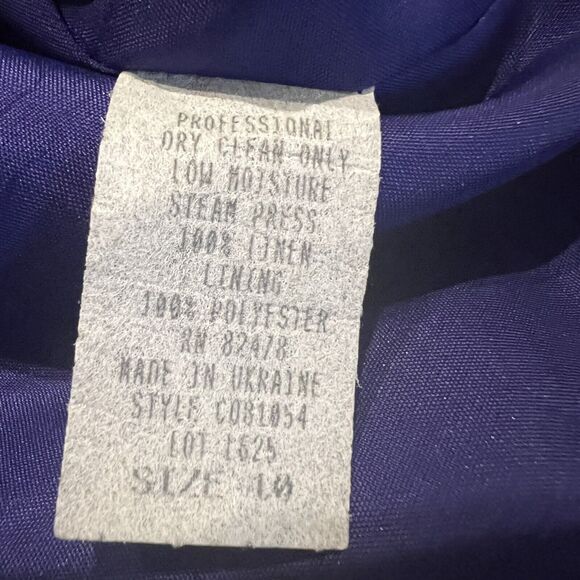 PROFESSIONAL
DRY CLEAN ONLY
LOW MOISTURE
STEAM PRESS
100% LINEN
LINING
100% POLYESTER
RN 82478
MADE IN UKRAINE
STYLE C081054
LOT 1625
SIZE 10